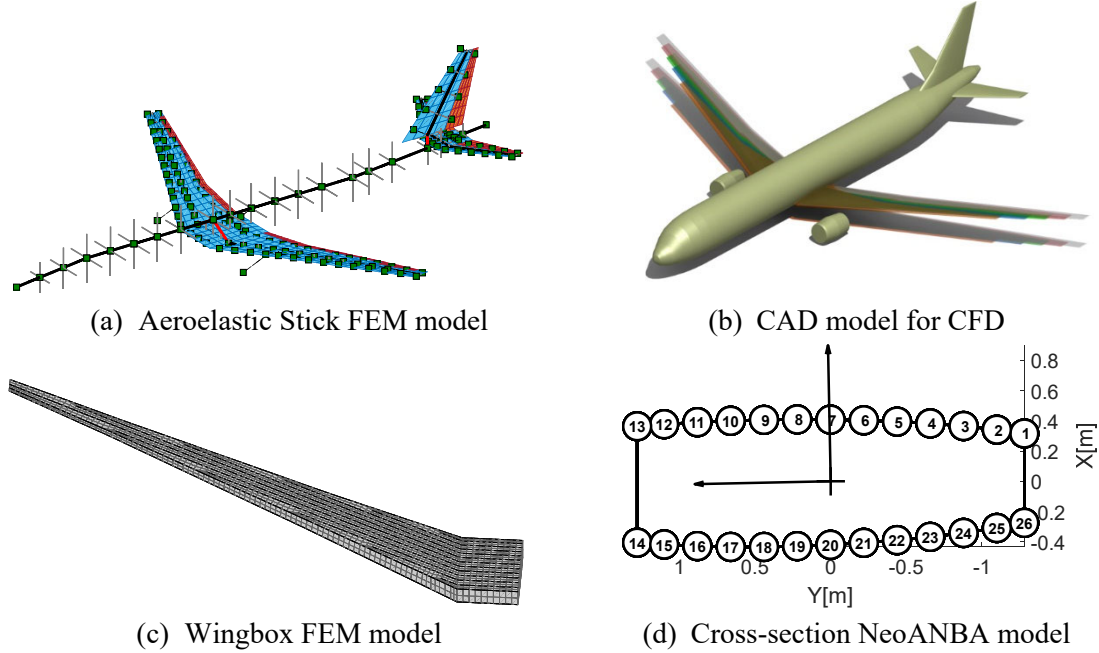 (a) Aeroelastic Stick FEM model
(b) CAD model for CFD
0.8
0.6
13 12 11 10 9 8 7 6 5 4 3 2 1 0.4
0.2
0
X[m]
14 15 16 17 18 19 20 21 22 23 24 25 26 -0.2
-0.4
1 0.5 0 -0.5 -1
Y[m]
(c) Wingbox FEM model
(d) Cross-section NeoANBA model